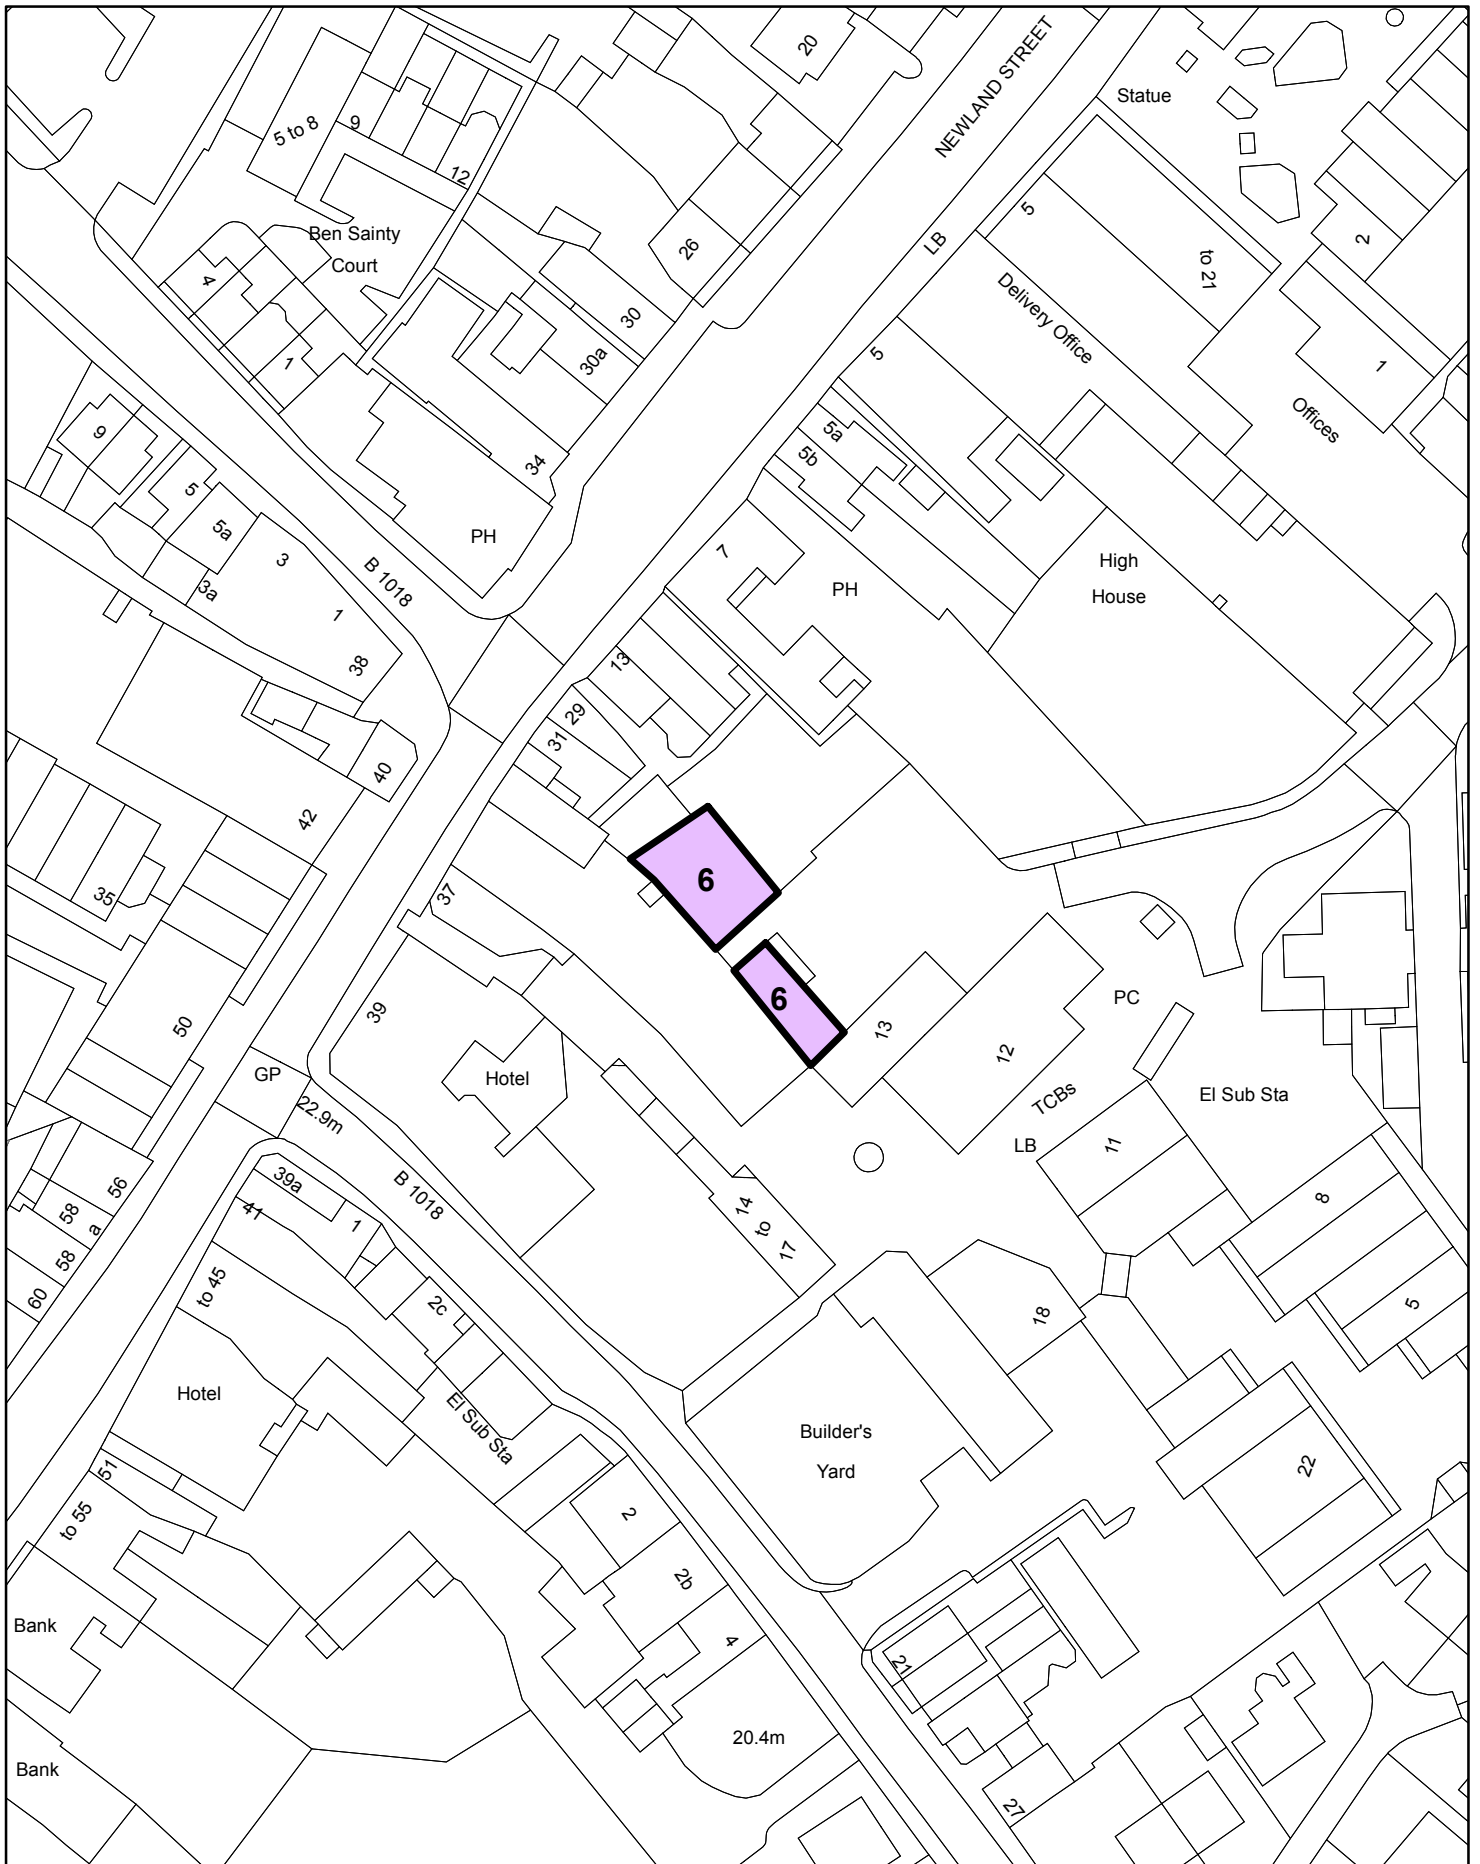 20
NEWLAND STREET
Statue
5 to 8
9
12
Ben Sainty
Court
4
1
26
LB
5
to 21
2
30
30a
Delivery Office
5
1
Offices
9
5
5a
3
3a
1
38
B 1018
34
PH
5a
5b
7
PH
High
House
13
29
31
40
42
35
37
6
6
39
50
GP
22.9m
Hotel
13
12
PC
TCBs
LB
El Sub Sta
11
8
5
14
to
17
18
22
56
58
a
58
60
39a
41
1
B 1018
to 45
2c
Hotel
El Sub Sta
51
to 55
Builder's
Yard
2
2b
4
Bank
Bank
20.4m
21
27